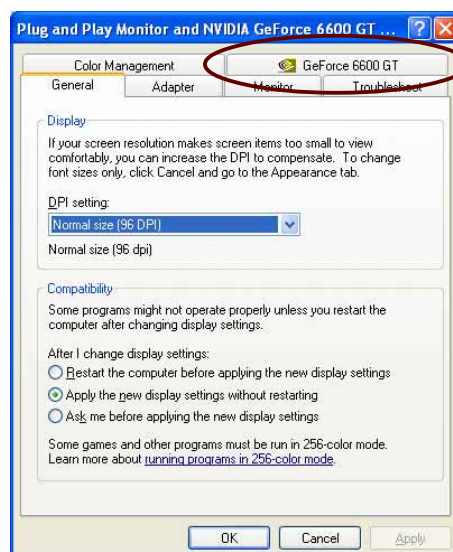 Plug and Play Monitor and NVIDIA GeForce 6600 GT ...
Color Management
GeForce 6600 GT
General
Adapter
Monitor
Troubleshoot
Display
If your screen resolution makes screen items too small to view
comfortably, you can increase the DPI to compensate. To change
font sizes only, click Cancel and go to the Appearance tab.
DPI setting:
Normal size (96 DPI)
Normal size (96 dpi)
Compatibility
Some programs might not operate properly unless you restart the
computer after changing display settings.
After I change display settings:
Restart the computer before applying the new display settings
Apply the new display settings without restarting
Ask me before applying the new display settings
Some games and other programs must be run in 256-color mode.
Learn more about running programs in 256-color mode.
OK
Cancel
Apply